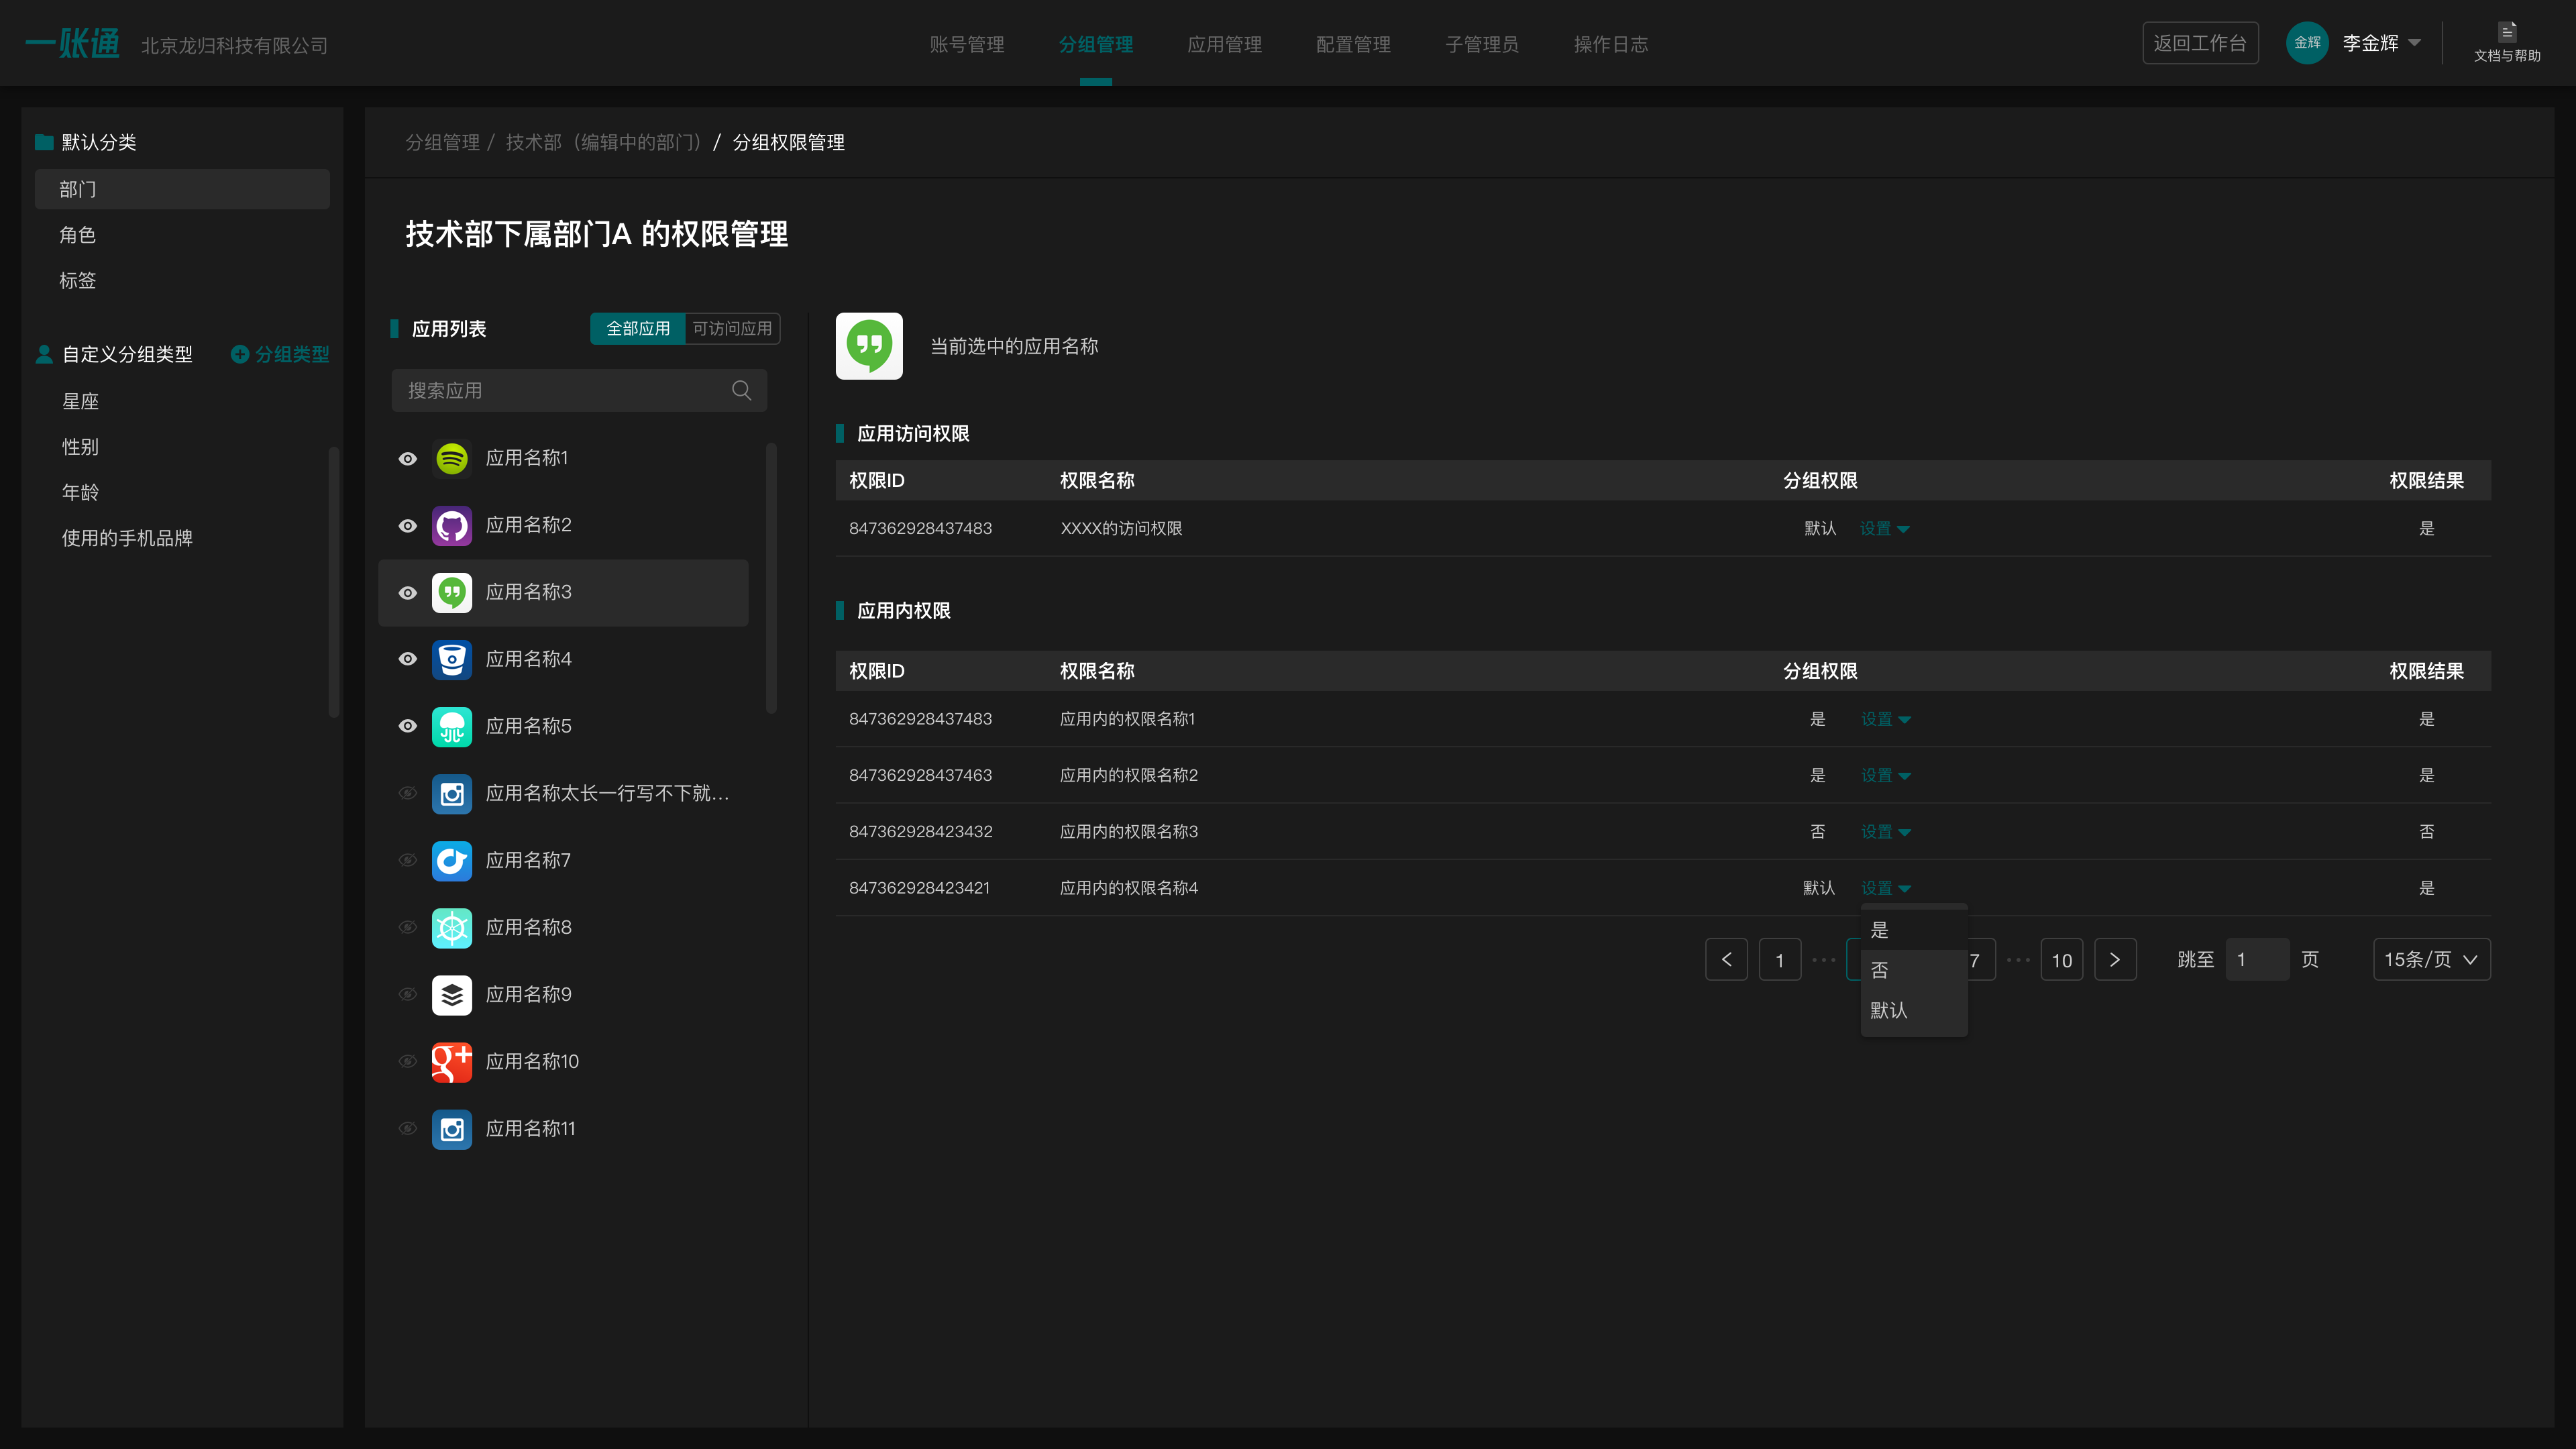 一账通 北京龙归科技有限公司
账号管理 分组管理 应用管理 配置管理 子管理员 操作日志
返回工作台 金辉 李金辉 文档与帮助
默认分类
部门
角色
标签
自定义分组类型 分组类型
星座
性别
年龄
使用的手机品牌
分组管理 / 技术部（编辑中的部门） / 分组权限管理
技术部下属部门A 的权限管理
应用列表 全部应用 可访问应用
搜索应用
应用名称1
应用名称2
应用名称3
应用名称4
应用名称5
应用名称太长一行写不下就...
应用名称7
应用名称8
应用名称9
应用名称10
应用名称11
当前选中的应用名称
应用访问权限
权限ID 权限名称 分组权限 权限结果
847362928437483 XXXX的访问权限 默认 设置 是
应用内权限
权限ID 权限名称 分组权限 权限结果
847362928437483 应用内的权限名称1 是 设置 是
847362928437463 应用内的权限名称2 是 设置 是
847362928423432 应用内的权限名称3 否 设置 否
847362928423421 应用内的权限名称4 默认 设置 是
是
否
默认
1 ··· 7 ··· 10 跳至 1 页 15条/页